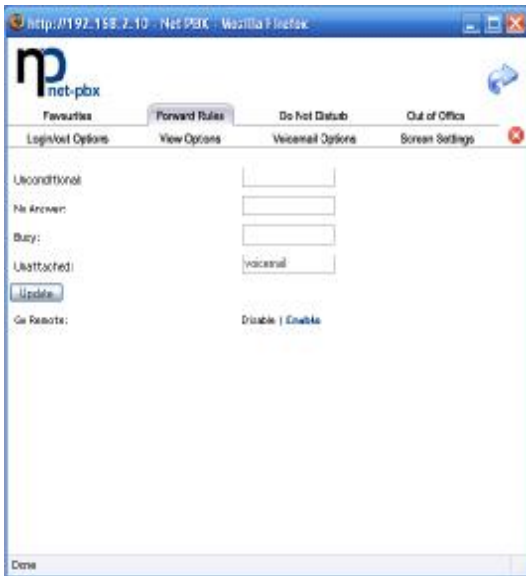 http://192.168.2.10 - Net PBX - Mozilla Firefox
np
net-pbx
Favourites Forward Rules Do Not Disturb Out of Office
Login/out Options View Options Voicemail Options Screen Settings
Unconditional:
No Answer:
Busy:
Unattached: voicemail
Update
Go Remote: Disable | Enable
Done